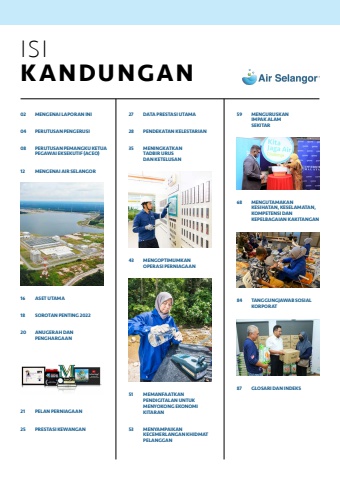 ISI
KANDUNGAN
Air Selangor
02 MENGENAI LAPORAN INI
04 PERUTUSAN PENGERUSI
08 PERUTUSAN PEMANGKU KETUA
PEGAWAI EKSEKUTIF (ACEO)
12 MENGENAI AIR SELANGOR
16 ASET UTAMA
18 SOROTAN PENTING 2022
20 ANUGERAH DAN
PENGHARGAAN
21 PELAN PERNIAGAAN
25 PRESTASI KEWANGAN
27 DATA PRESTASI UTAMA
28 PENDEKATAN KELESTARIAN
35 MENINGKATKAN
TADBIR URUS
DAN KETELUSAN
43 MENGOPTIMUMKAN
OPERASI PERNIAGAAN
51 MEMANFAATKAN
PENDIGITALAN UNTUK
MENYOKONG EKONOMI
KITARAN
53 MENYAMPAIKAN
KECEMERLANGAN KHIDMAT
PELANGGAN
59 MENGURUSKAN
IMPAK ALAM
SEKITAR
Kita
Jaga Air
68 MENGUTAMAKAN
KESIHATAN, KESELAMATAN,
KOMPETENSI DAN
KEPELBAGAIAN KAKITANGAN
84 TANGGUNGJAWAB SOSIAL
KORPORAT
87 GLOSARI DAN INDEKS